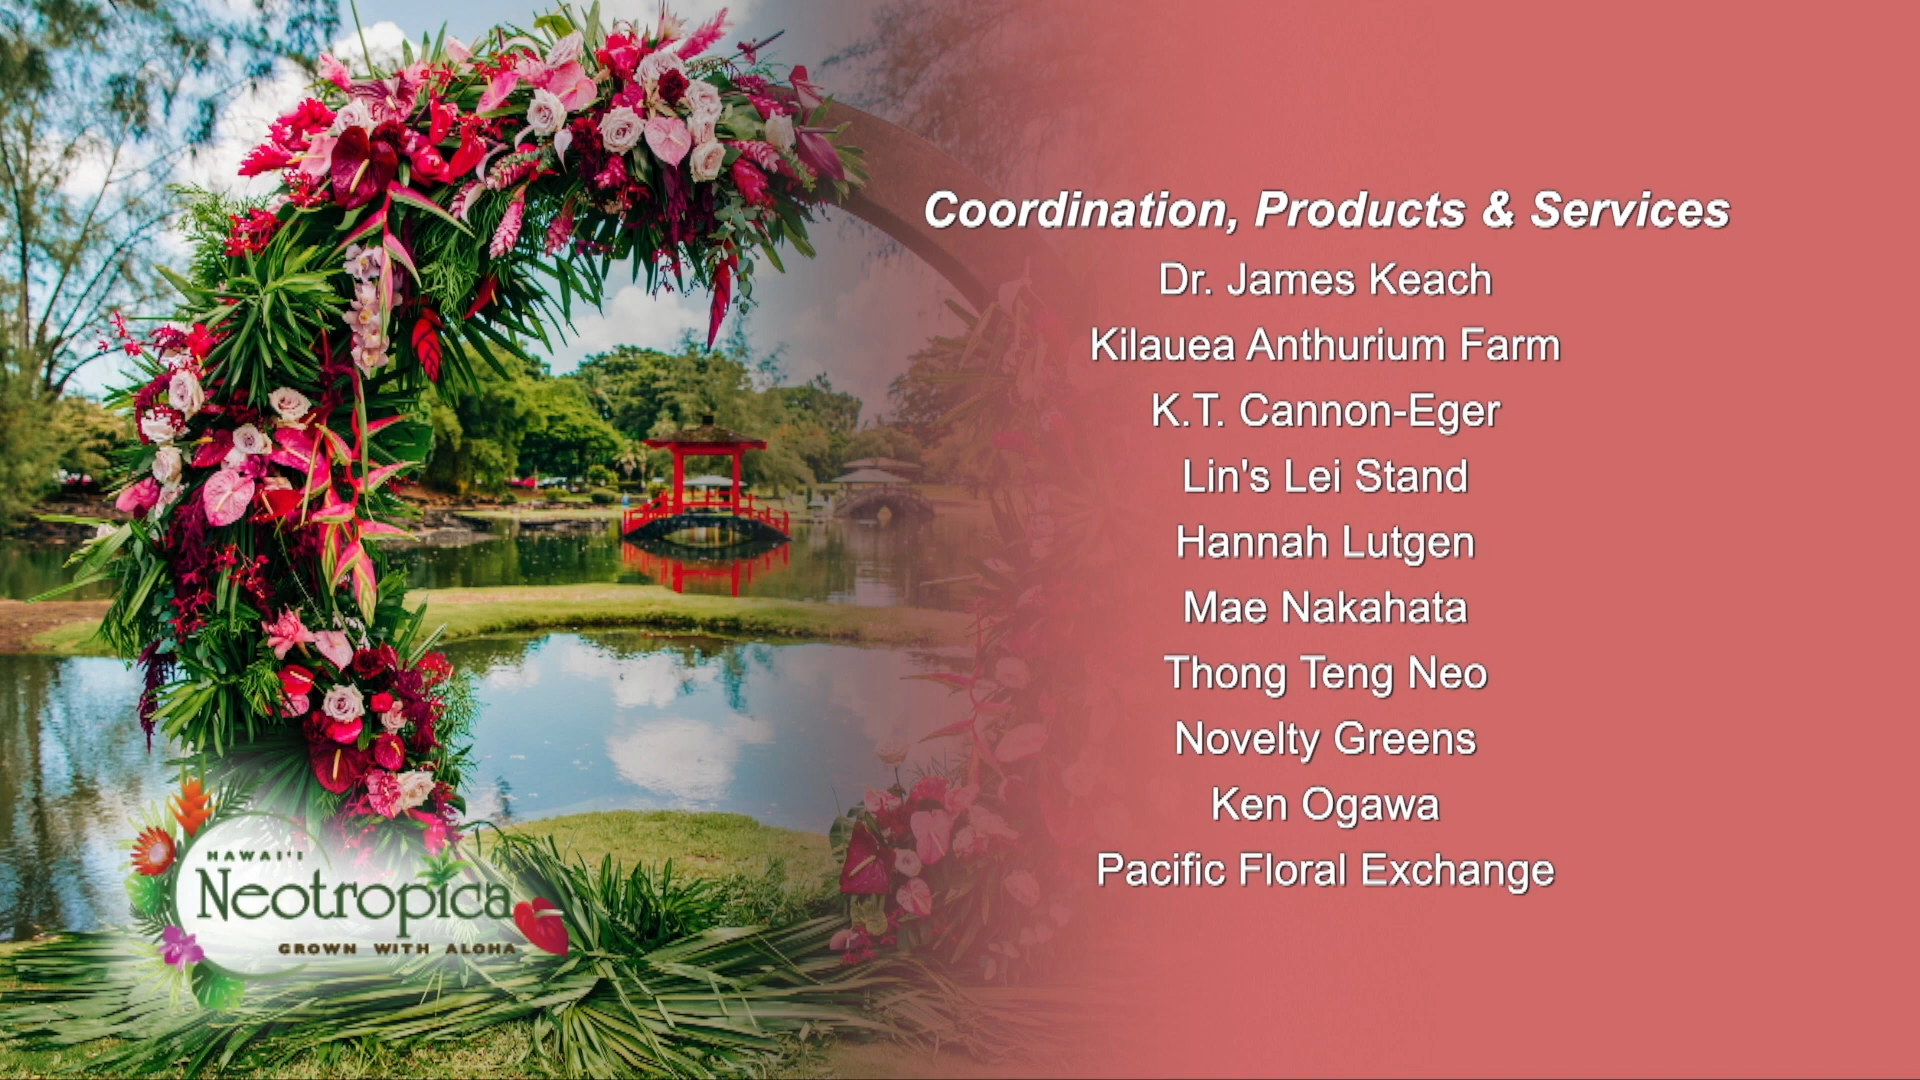 Coordination, Products & Services
Dr. James Keach
Kilauea Anthurium Farm
K.T. Cannon-Eger
Lin's Lei Stand
Hannah Lutgen
Mae Nakahata
Thong Teng Neo
Novelty Greens
Ken Ogawa
Pacific Floral Exchange
HAWAI'I
Neotropica
GROWN WITH ALOHA